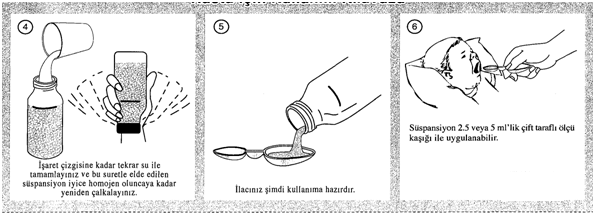 4
İşaret çizgisine kadar tekrar su ile
tamamlayınız ve bu suretle elde edilen
süspansiyon iyice homojen oluncaya kadar
yeniden çalkalayınız.
5
İlacınız şimdi kullanıma hazırdır.
6
Süspansiyon 2.5 veya 5 ml'lik çift taraflı ölçü
kaşığı ile uygulanabilir.